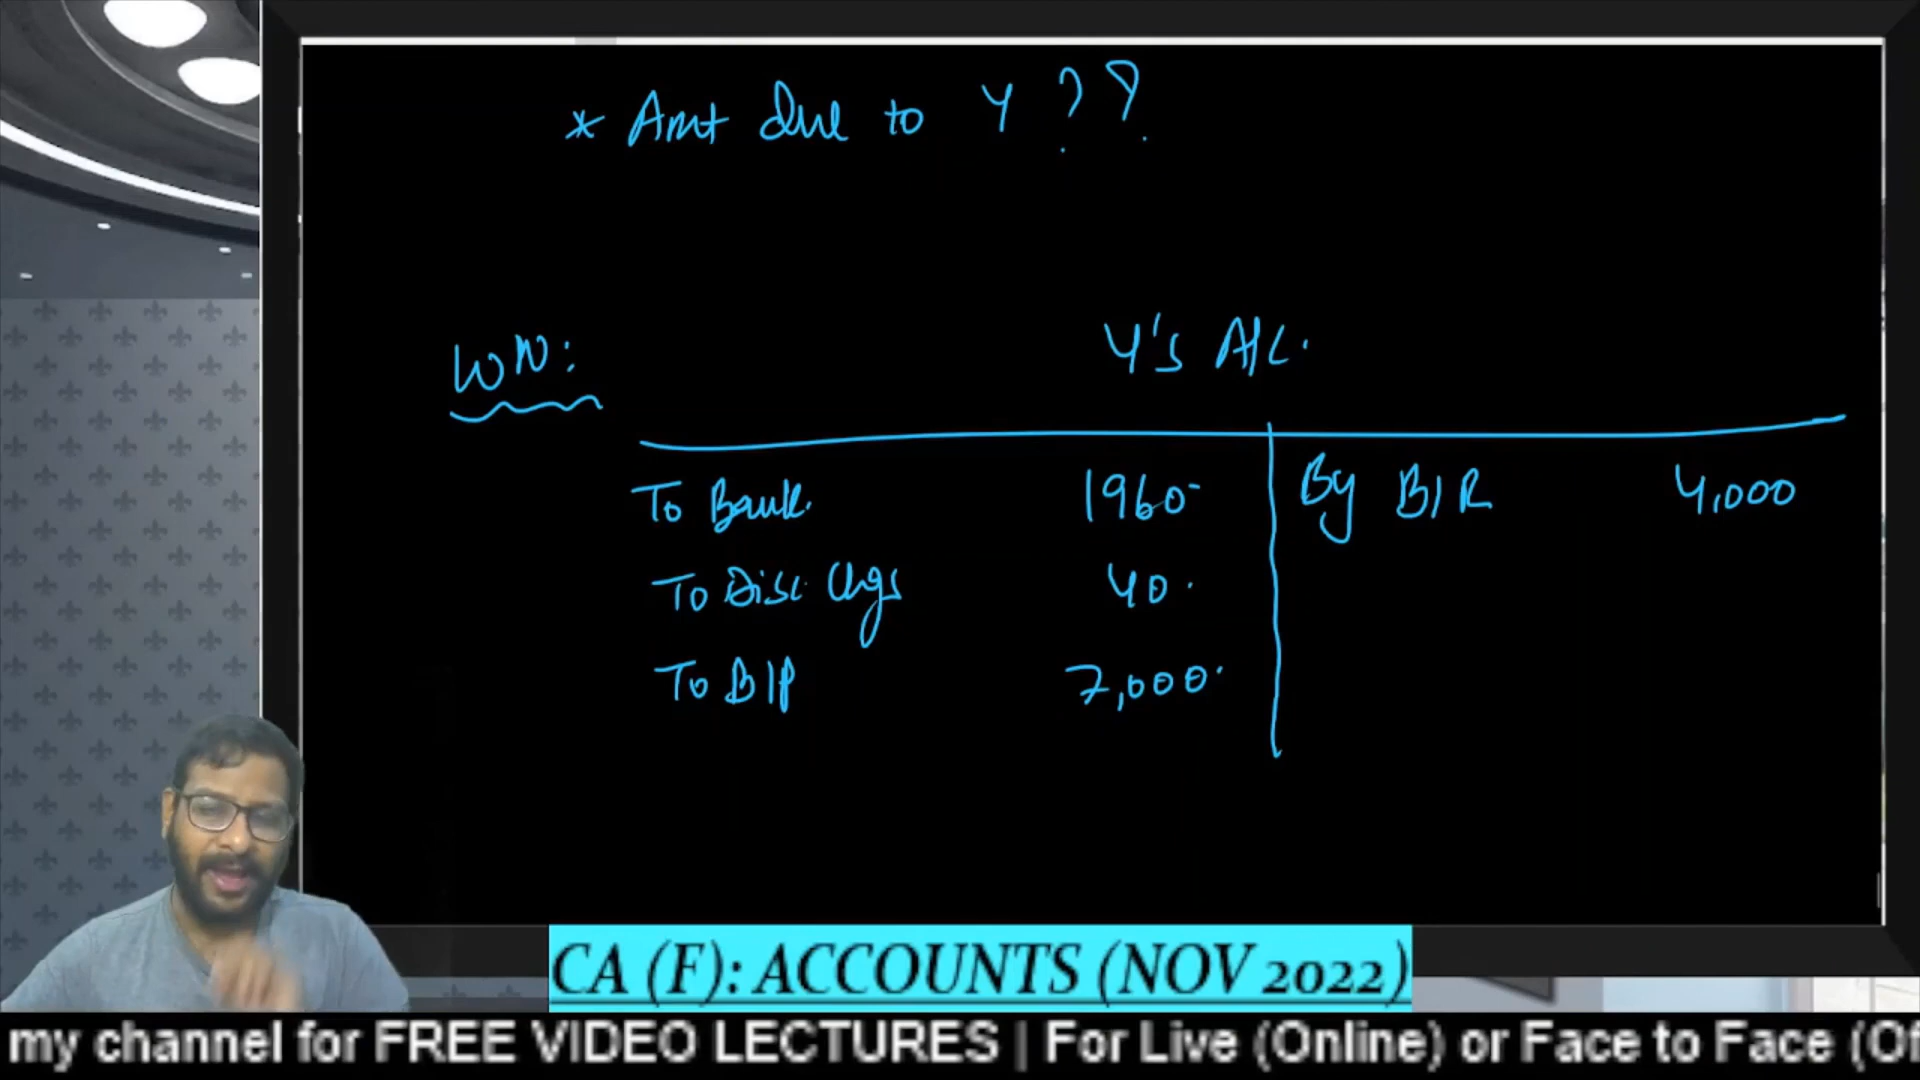 * Amt due to Y ??
WN:
Y's A/c.
To Bank. 1960 By B/R 4,000
To Disc Chgs 40.
To B/P 7,000
CA (F): ACCOUNTS (NOV 2022)
my channel for FREE VIDEO LECTURES | For Live (Online) or Face to Face (Of